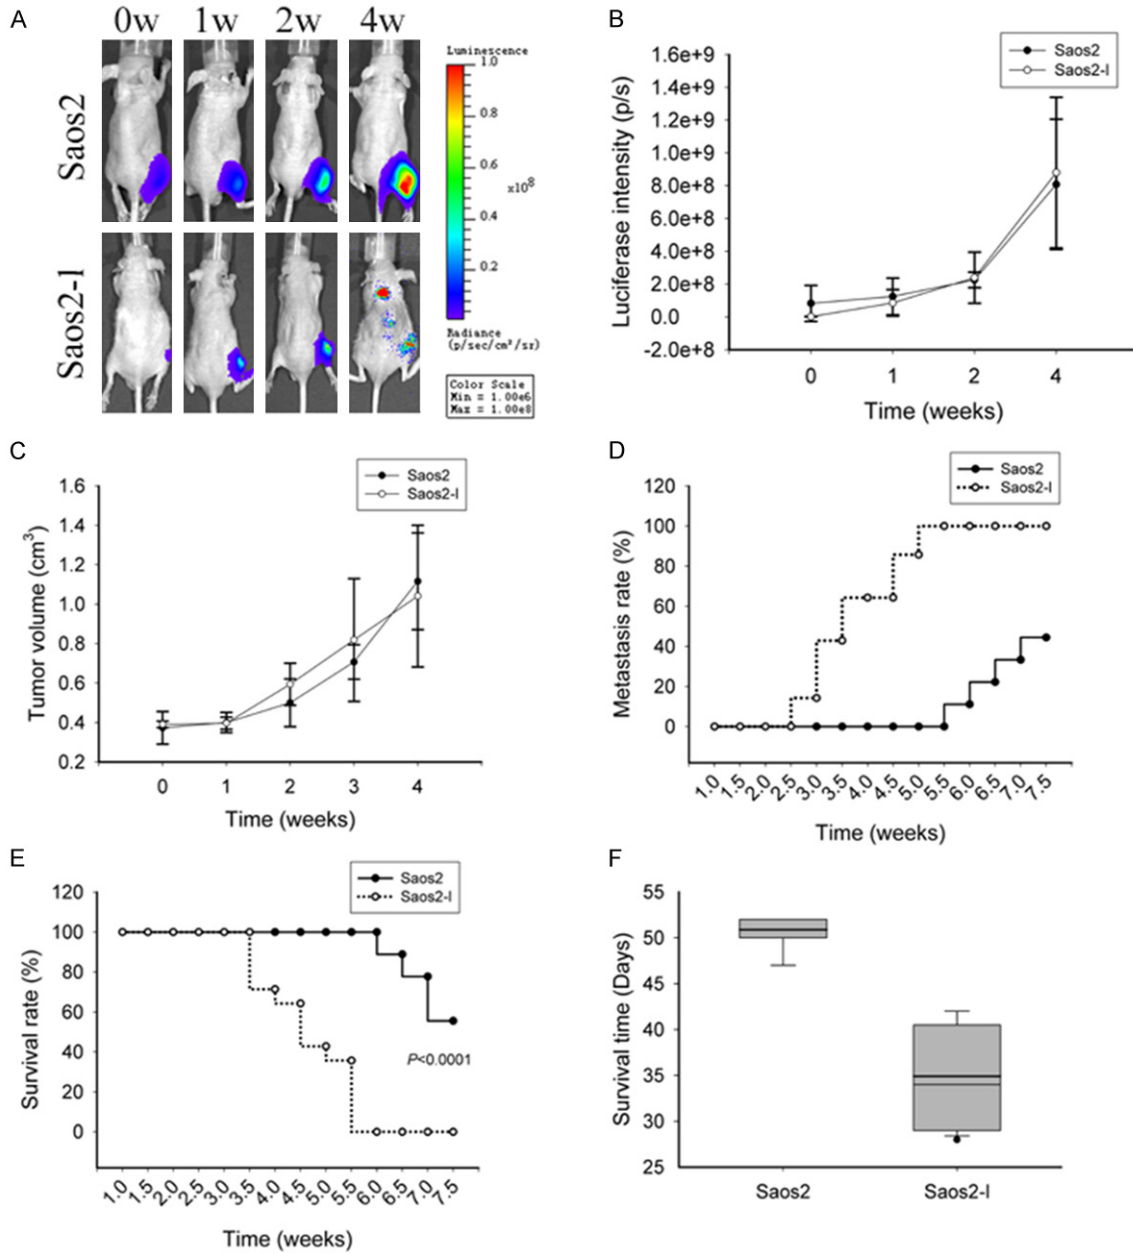 A
0w 1w 2w 4w
Saos2
Saos2-l
Luminescence
1.0
0.8
0.6
x10⁸
0.4
0.2
Radiance
(p/sec/cm²/sr)
Color Scale
Min = 1.00e6
Max = 1.00e8
B
Saos2
Saos2-l
Luciferase intensity (p/s)
1.6e+9
1.4e+9
1.2e+9
1.0e+9
8.0e+8
6.0e+8
4.0e+8
2.0e+8
0.0
-2.0e+8
0 1 2 4
Time (weeks)
C
Saos2
Saos2-l
Tumor volume (cm³)
1.6
1.4
1.2
1.0
0.8
0.6
0.4
0.2
0 1 2 3 4
Time (weeks)
D
Saos2
Saos2-l
Metastasis rate (%)
120
100
80
60
40
20
0
1.0 1.5 2.0 2.5 3.0 3.5 4.0 4.5 5.0 5.5 6.0 6.5 7.0 7.5
Time (weeks)
E
Saos2
Saos2-l
Survival rate (%)
120
100
80
60
40
20
0
P<0.0001
1.0 1.5 2.0 2.5 3.0 3.5 4.0 4.5 5.0 5.5 6.0 6.5 7.0 7.5
Time (weeks)
F
Survival time (Days)
55
50
45
40
35
30
25
Saos2 Saos2-l